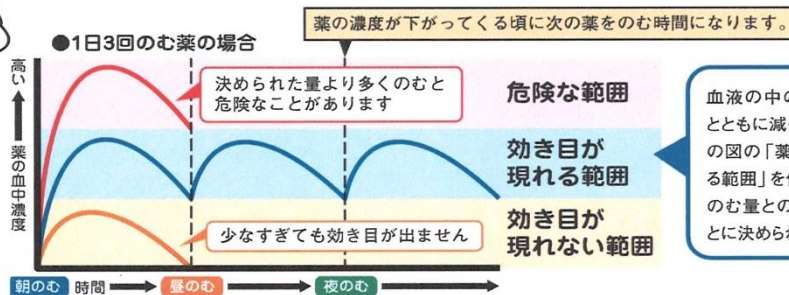 薬の濃度が下がってくる頃に次の薬をのむ時間になります。
●1日3回のむ薬の場合
高い
薬の血中濃度
決められた量より多くのむと
危険なことがあります
危険な範囲
効き目が
現れる範囲
効き目が
現れない範囲
少なすぎても効き目が出ません
血液の中の
とともに減
の図の「薬
る範囲」を
のむ量との
とに決められ
朝のむ 時間 昼のむ 夜のむ